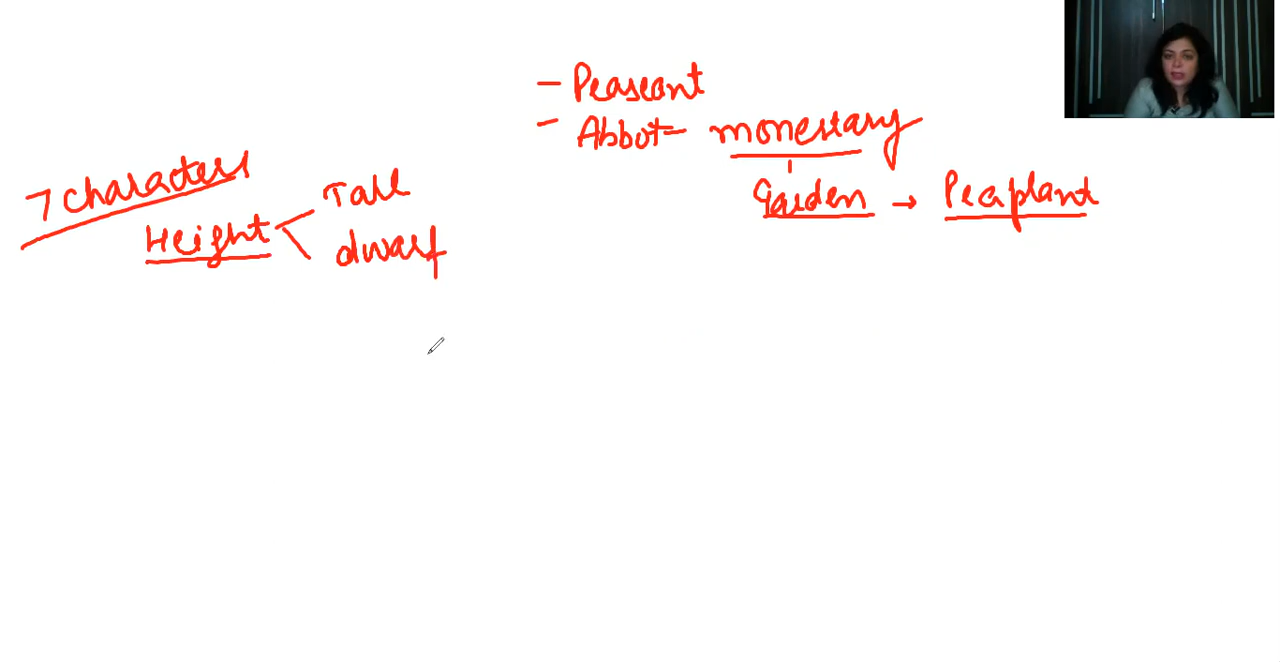 - Peaseant
- Abbot- monestary
Garden → Peaplant
7 characters
Height
Tall
dwarf